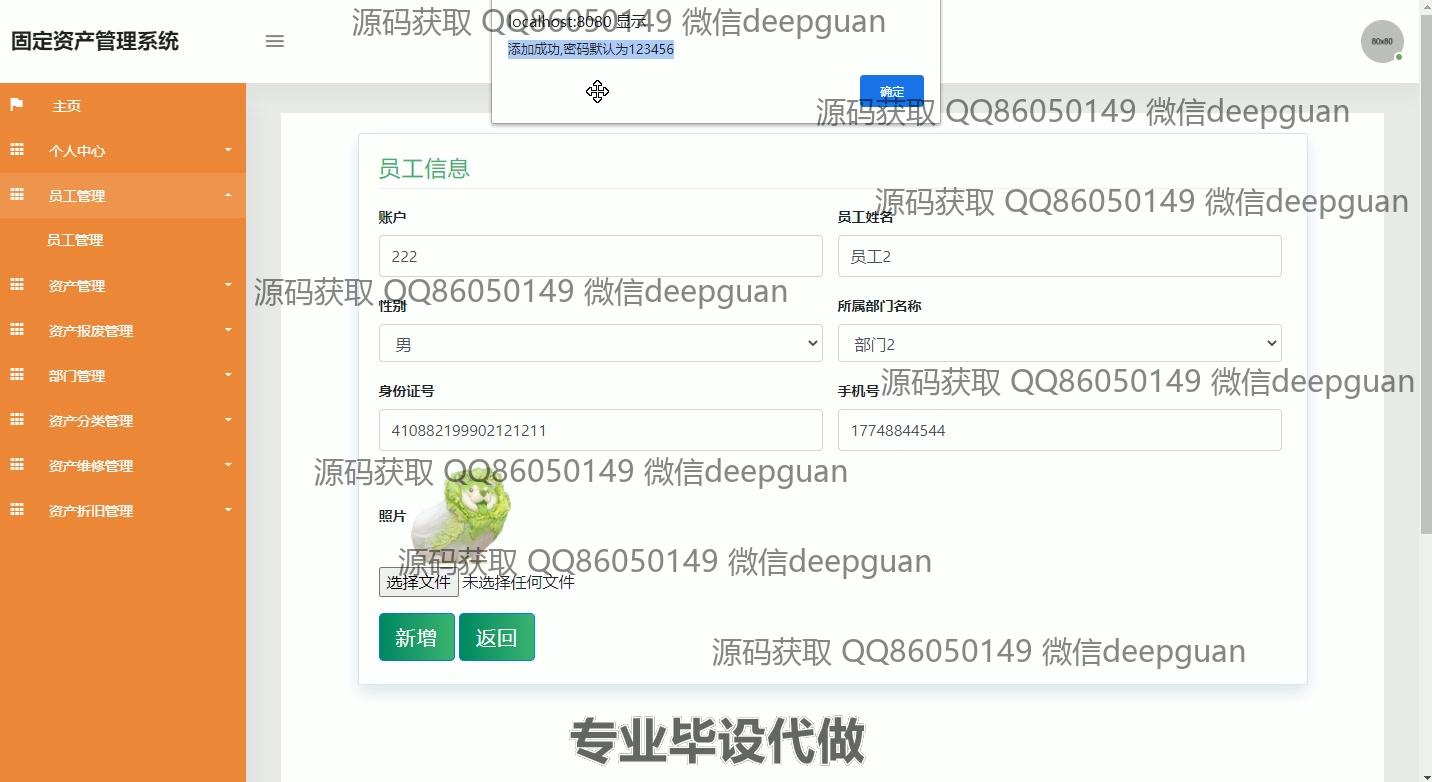 源码获取 QQ86050149 微信deepguan
localhost:8080 显示
添加成功,密码默认为123456
确定
固定资产管理系统
80x80
源码获取 QQ86050149 微信deepguan
主页
个人中心
员工管理
员工管理
资产管理
资产报废管理
部门管理
资产分类管理
资产维修管理
资产折旧管理
员工信息
源码获取 QQ86050149 微信deepguan
账户
员工姓名
222
员工2
源码获取 QQ86050149 微信deepguan
性别
所属部门名称
男
部门2
源码获取 QQ86050149 微信deepguan
身份证号
手机号
410882199902121211
17748844544
源码获取 QQ86050149 微信deepguan
照片
源码获取 QQ86050149 微信deepguan
选择文件 未选择任何文件
新增 返回
源码获取 QQ86050149 微信deepguan
专业毕设代做